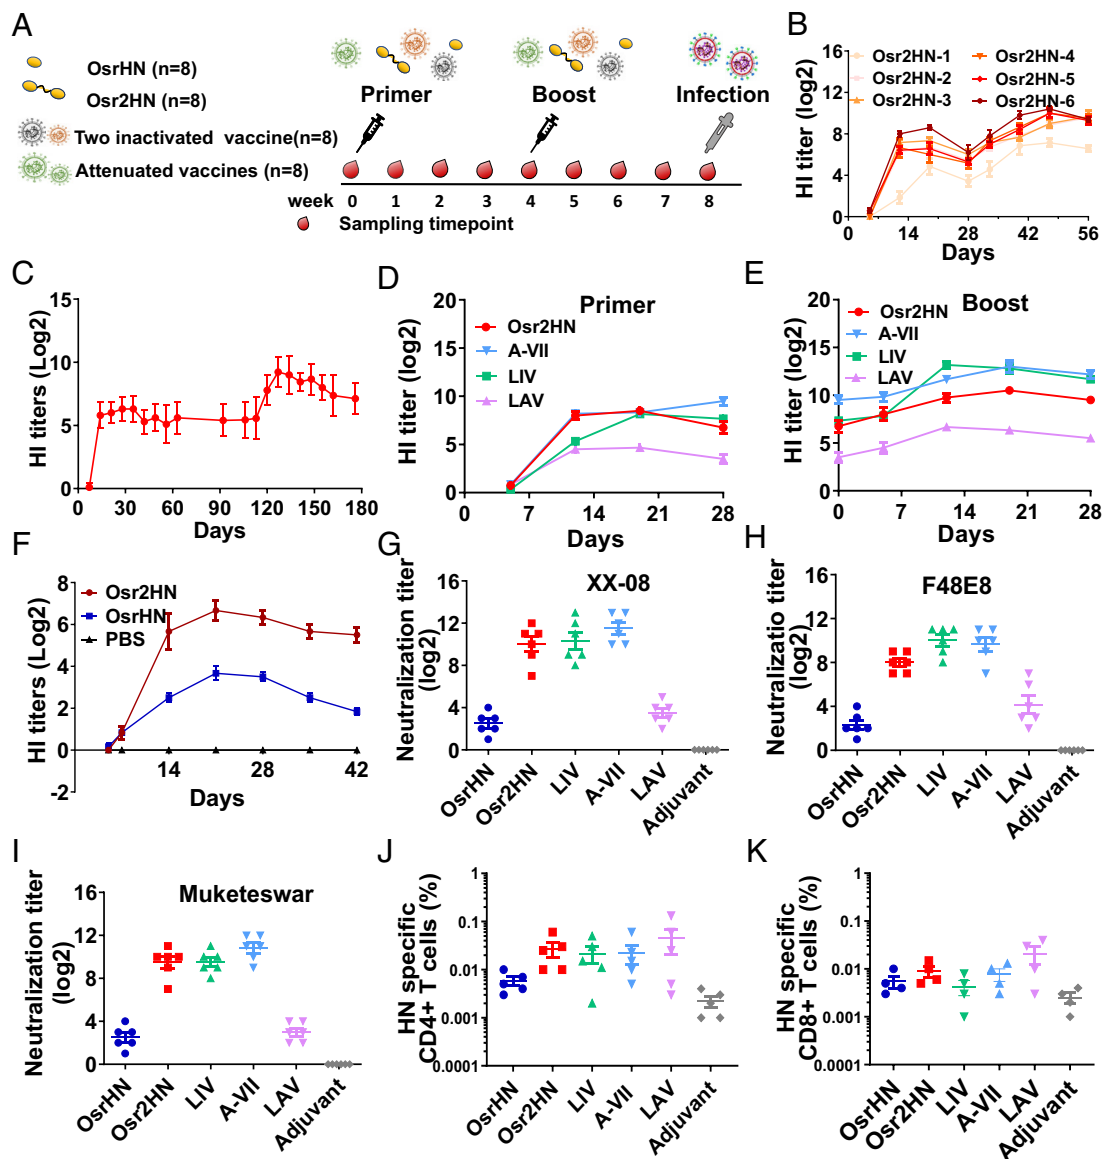 A
OsrHN (n=8)
Osr2HN (n=8)
Two inactivated vaccine(n=8)
Attenuated vaccines (n=8)
Primer
Boost
Infection
week 0 1 2 3 4 5 6 7 8
Sampling timepoint
B
HI titer (log2)
16
12
8
4
0
Osr2HN-1
Osr2HN-2
Osr2HN-3
Osr2HN-4
Osr2HN-5
Osr2HN-6
0 14 28 42 56
Days
C
HI titers (Log2)
15
10
5
0
0 30 60 90 120 150 180
Days
D
Primer
HI titer (log2)
20
15
10
5
0
Osr2HN
A-VII
LIV
LAV
0 7 14 21 28
Days
E
Boost
HI titer (log2)
20
15
10
5
0
Osr2HN
A-VII
LIV
LAV
0 7 14 21 28
Days
F
HI titers (Log2)
8
6
4
2
0
-2
Osr2HN
OsrHN
PBS
14 28 42
Days
G
XX-08
Neutralization titer
(log2)
16
12
8
4
0
OsrHN
Osr2HN
LIV
A-VII
LAV
Adjuvant
H
F48E8
Neutralizatio titer
(log2)
16
12
8
4
0
OsrHN
Osr2HN
LIV
A-VII
LAV
Adjuvant
I
Muketeswar
Neutralization titer
(log2)
16
12
8
4
0
OsrHN
Osr2HN
LIV
A-VII
LAV
Adjuvant
J
HN specific
CD4+ T cells (%)
1
0.1
0.01
0.001
0.0001
OsrHN
Osr2HN
LIV
A-VII
LAV
Adjuvant
K
HN specific
CD8+ T cells (%)
1
0.1
0.01
0.001
0.0001
OsrHN
Osr2HN
LIV
A-VII
LAV
Adjuvant